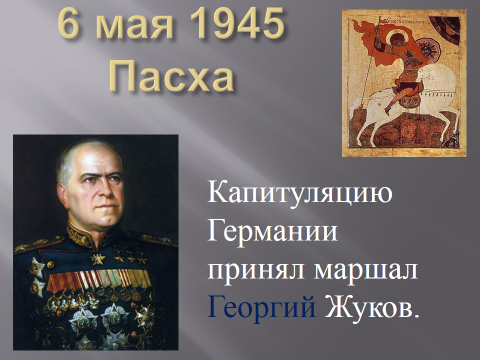 6 мая 1945
Пасха
Капитуляцию
Германии
принял маршал
Георгий Жуков.